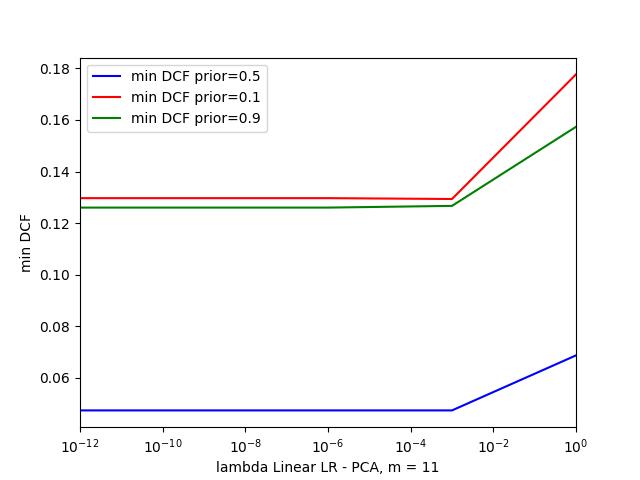 min DCF prior=0.5
min DCF prior=0.1
min DCF prior=0.9
0.18
0.16
0.14
0.12
0.10
0.08
0.06
min DCF
10⁻¹² 10⁻¹⁰ 10⁻⁸ 10⁻⁶ 10⁻⁴ 10⁻² 10⁰
lambda Linear LR - PCA, m = 11